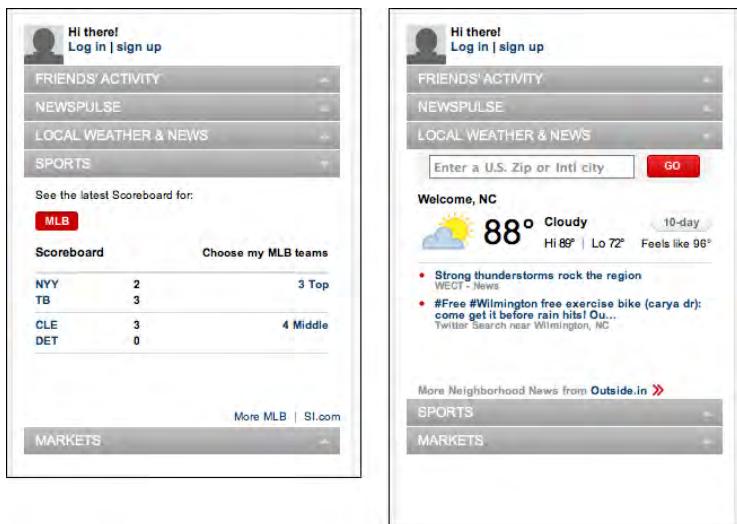 Hi there!
Log in | sign up
FRIENDS' ACTIVITY
NEWSPULSE
LOCAL WEATHER & NEWS
SPORTS
See the latest Scoreboard for:
MLB
Scoreboard Choose my MLB teams
NYY 2 3 Top
TB 3
CLE 3 4 Middle
DET 0
More MLB | SI.com
MARKETS
Hi there!
Log in | sign up
FRIENDS' ACTIVITY
NEWSPULSE
LOCAL WEATHER & NEWS
Enter a U.S. Zip or Intl city GO
Welcome, NC
88° Cloudy 10-day
Hi 89° | Lo 72° Feels like 96°
• Strong thunderstorms rock the region
WECT - News
• #Free #Wilmington free exercise bike (carya dr):
come get it before rain hits! Ou...
Twitter Search near Wilmington, NC
More Neighborhood News from Outside.in »
SPORTS
MARKETS